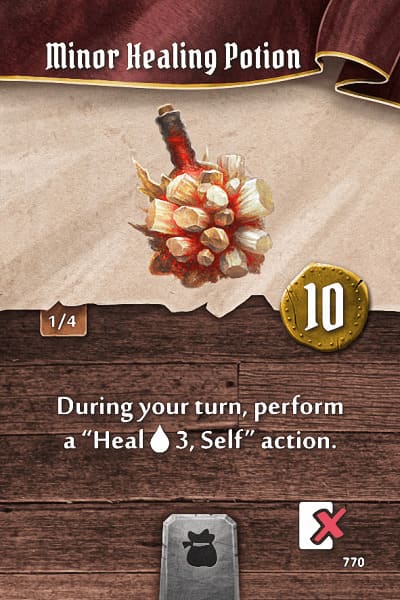 Minor Healing Potion
1/4
10
During your turn, perform
a “Heal 3, Self” action.
770